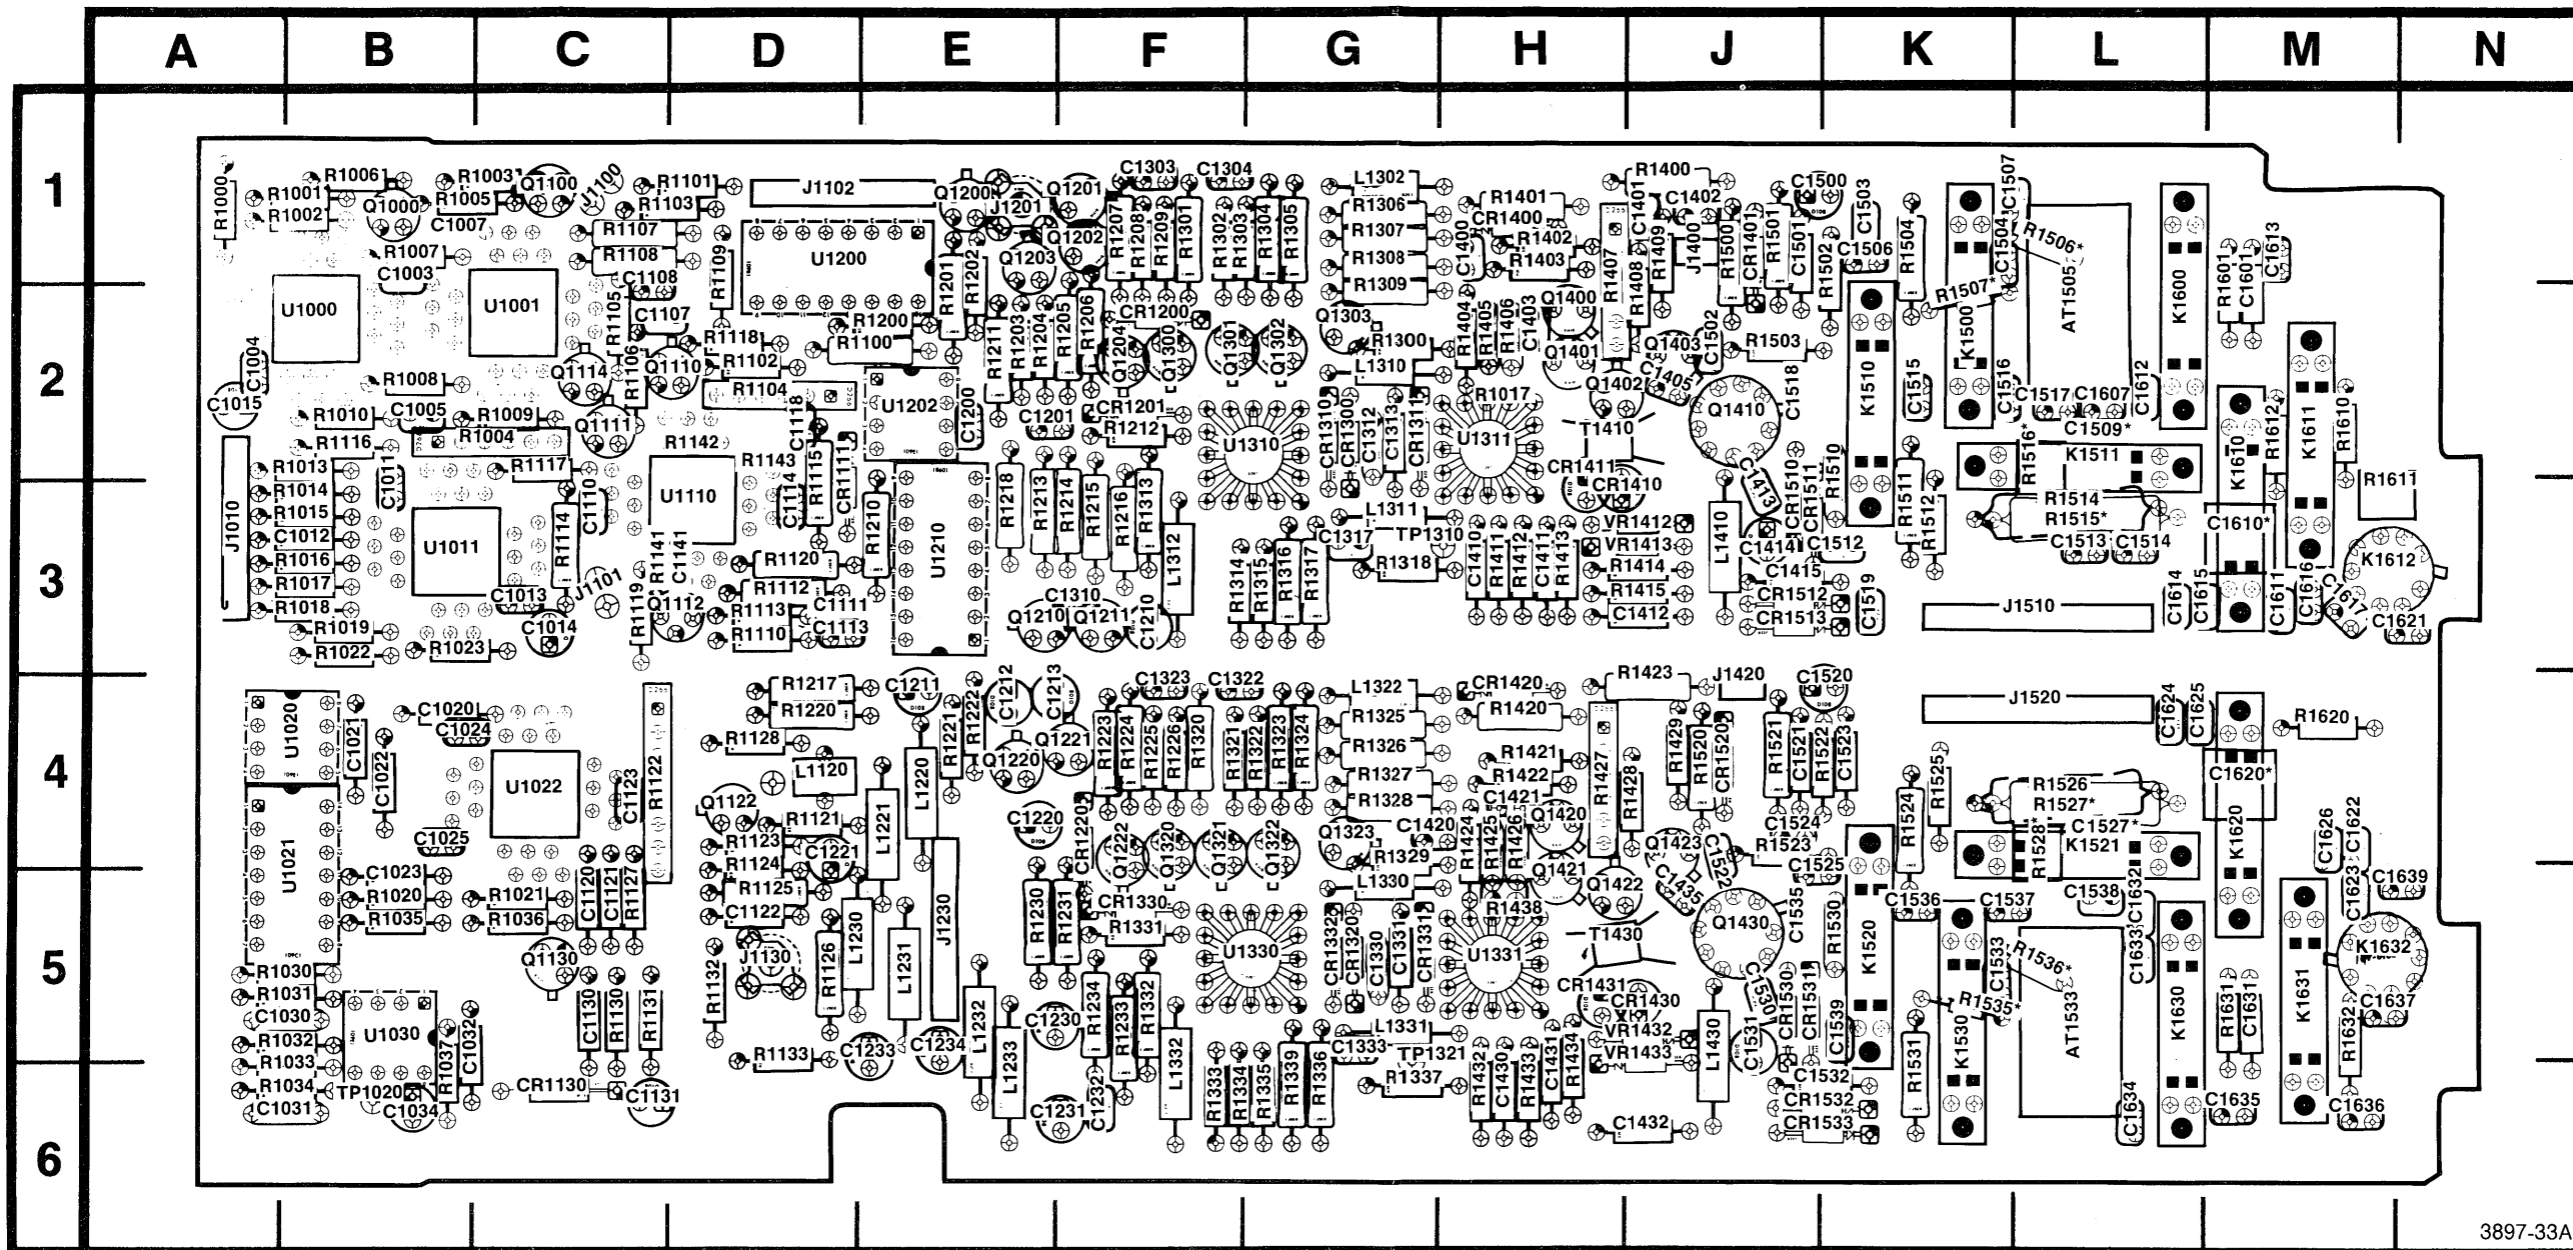 A B C D E F G H J K L M N
1
R1000 R1001 R1002 R1006 Q1000 R1003 R1005 C1007 Q1100 J1100 R1101 R1103 J1102 Q1200 J1201 Q1201 C1303 C1304 L1302 R1401 R1400 C1401 C1402 C1500 C1503 C1507
R1007 C1003 R1107 R1108 C1108 R1109 U1200 R1201 R1202 Q1203 Q1202 R1207 R1208 R1209 R1301 R1302 R1303 R1304 R1305 R1306 R1307 R1308 R1309 CR1400 C1400 R1402 R1403 R1407 R1408 R1409 J1400 R1500 CR1401 R1501 C1501 R1502 C1506 R1504 C1504 R1506* R1507* AT1505 K1600 R1601 C1601 C1613
2
U1000 U1001 R1105 C1107 R1106 R1118 R1102 R1200 R1100 R1211 R1203 R1204 R1205 R1206 Q1204 CR1200 Q1300 Q1301 Q1302 Q1303 R1300 L1310 R1404 R1405 R1406 C1403 Q1400 Q1401 Q1402 Q1403 C1405 C1502 R1503 K1500
C1004 C1015 R1008 Q1114 Q1110 R1104 C1118 U1202 C1200 C1201 CR1201 R1212 R1017 Q1410 C1518 K1510 C1515 C1516 C1517 C1607 C1612 C1509* R1612 K1611 R1610
R1010 C1005 R1009 R1004 Q1111 R1142 R1116 R1013 C1011 R1117 R1143 R1115 CR1111 U1310 CR1310 CR1300 C1312 C1313 CR1311 U1311 T1410 CR1411 CR1410 C1413 CR1510 CR1511 R1510 R1511 R1516* K1511 K1610
3
J1010 R1014 R1015 C1012 R1016 R1017 R1018 R1019 R1022 U1011 C1110 R1114 C1013 J1101 C1014 R1023 U1110 C1114 R1141 C1141 R1119 Q1112 R1120 R1112 R1113 R1110 C1111 C1113 R1210 U1210 R1218 R1213 R1214 R1215 R1216 R1313 L1312 C1310 Q1210 Q1211 C1210 R1314 R1315 R1316 R1317 L1311 C1317 TP1310 R1318
C1410 R1411 R1412 C1411 R1413 VR1412 VR1413 R1414 R1415 C1412 L1410 C1414 C1415 CR1512 CR1513 C1512 C1519 R1512 R1514 R1515* C1513 C1514 J1510 C1610* C1614 C1615 C1611 C1616 C1617 R1611 K1612 C1621
4
U1020 C1021 C1022 C1020 C1024 U1022 C1123 R1122 C1025 R1217 R1220 R1128 L1120 Q1122 R1121 R1123 C1211 R1221 R1222 L1220 L1221 C1212 C1213 Q1220 Q1221 C1220 R1223 R1224 R1225 R1226 R1320 C1323 C1322 R1321 R1322 R1323 R1324 L1322 R1325 R1326 R1327 R1328 CR1220 Q1222 Q1320 Q1321 Q1322 Q1323 C1420 R1329
CR1420 R1420 R1421 R1422 C1421 R1424 R1425 R1426 Q1420 R1423 R1427 R1428 R1429 J1420 R1520 CR1520 R1521 C1521 R1522 C1523 C1520 C1524 R1523 Q1423 C1522 R1524 R1525 J1520 R1526 R1527* R1528* C1527* K1521 C1624 C1625 C1620* K1620 R1620 C1626 C1622
5
U1021 C1023 R1020 R1035 R1021 R1036 C1120 C1121 R1127 R1124 C1221 R1125 C1122 L1230 R1126 J1130 R1132 Q1130 R1030 R1031 C1030 R1032 U1030 C1032 C1130 R1130 R1131 L1231 J1230 L1232 L1233 R1230 R1231 CR1330 R1331 R1234 R1333 R1332 C1230 U1330 L1330 CR1332 CR1320 C1330 C1331 CR1331 L1331 C1333 TP1321
Q1421 Q1422 R1438 U1331 T1430 CR1431 CR1430 VR1432 VR1433 C1435 Q1430 C1530 C1531 L1430 C1535 CR1530 CR1531 R1530 C1525 K1520 C1539 C1536 C1537 C1538 C1533 R1536* R1535* AT1533 C1632 C1633 K1630 R1631 C1631 K1631 C1623 C1639 K1632 C1637 R1632
6
R1033 R1034 C1031 TP1020 C1034 R1037 CR1130 C1131 R1133 C1233 C1234 C1231 C1232 L1332 R1333 R1334 R1335 R1339 R1336 R1337 R1432 C1430 R1433 C1431 R1434 C1432 C1532 CR1532 CR1533 R1531 K1530 C1634 C1635 C1636
3897-33A